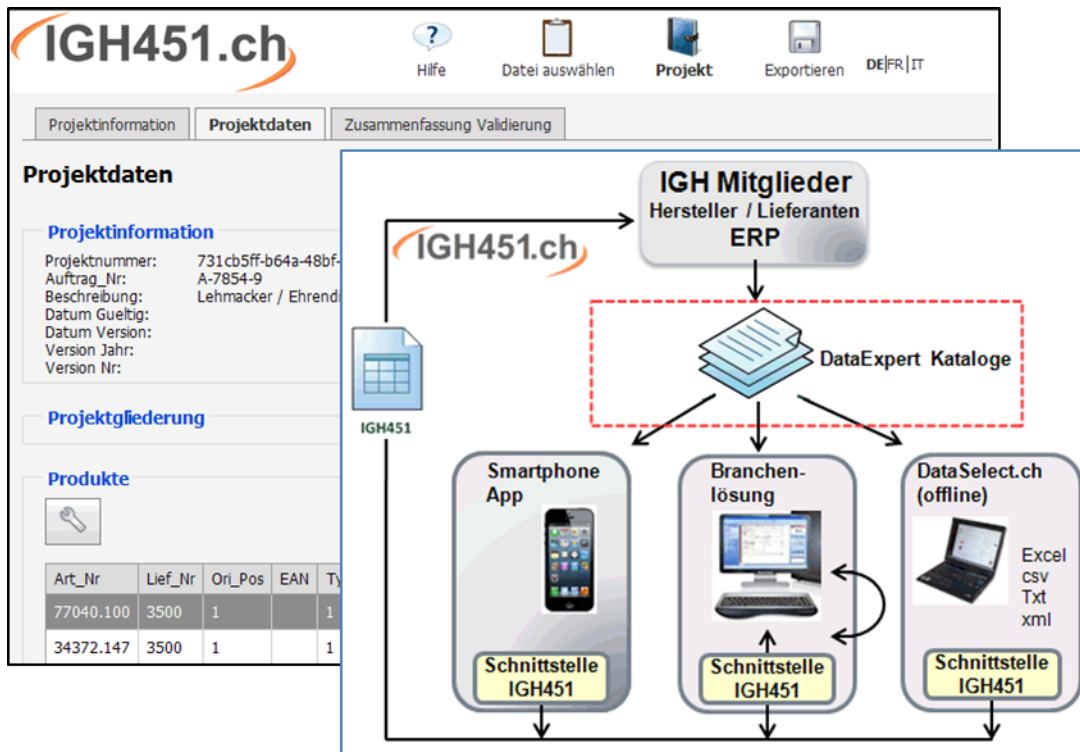 IGH451.ch
Hilfe
Datei auswählen
Projekt
Exportieren
DE|FR|IT
Projektinformation
Projektdaten
Zusammenfassung Validierung
Projektdaten
Projektinformation
Projektnummer: 731cb5ff-b64a-48bf-
Auftrag_Nr: A-7854-9
Beschreibung: Lehmacker / Ehrendi
Datum Gueltig:
Datum Version:
Version Jahr:
Version Nr:
Projektgliederung
Produkte
Art_Nr Lief_Nr Ori_Pos EAN Ty
77040.100 3500 1 1
34372.147 3500 1 1
IGH Mitglieder
Hersteller / Lieferanten
ERP
IGH451.ch
IGH451
DataExpert Kataloge
Smartphone
App
Schnittstelle
IGH451
Branchen-
lösung
Schnittstelle
IGH451
DataSelect.ch
(offline)
Excel
csv
Txt
xml
Schnittstelle
IGH451